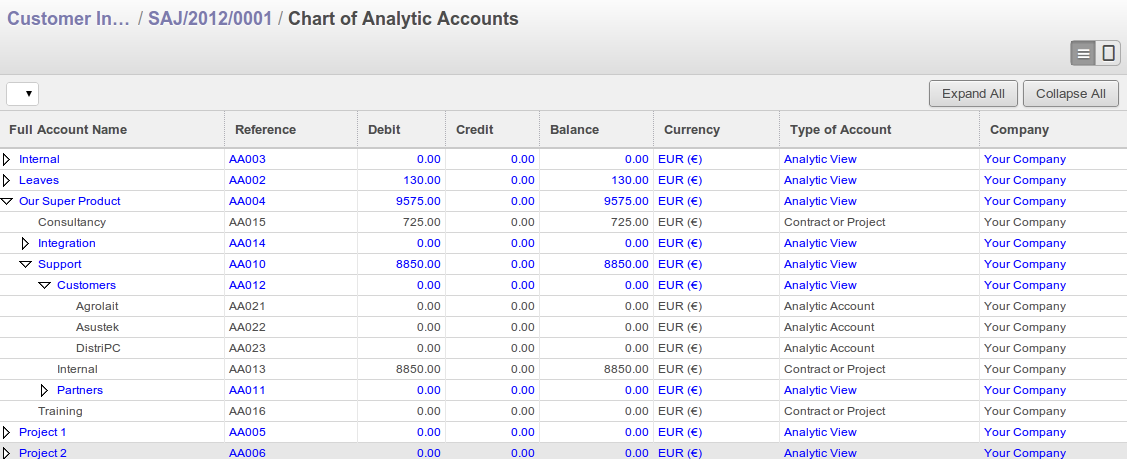 Customer In... / SAJ/2012/0001 / Chart of Analytic Accounts
Expand All Collapse All
Full Account Name Reference Debit Credit Balance Currency Type of Account Company
Internal AA003 0.00 0.00 0.00 EUR (€) Analytic View Your Company
Leaves AA002 130.00 0.00 130.00 EUR (€) Analytic View Your Company
Our Super Product AA004 9575.00 0.00 9575.00 EUR (€) Analytic View Your Company
Consultancy AA015 725.00 0.00 725.00 EUR (€) Contract or Project Your Company
Integration AA014 0.00 0.00 0.00 EUR (€) Analytic View Your Company
Support AA010 8850.00 0.00 8850.00 EUR (€) Analytic View Your Company
Customers AA012 0.00 0.00 0.00 EUR (€) Analytic View Your Company
Agrolait AA021 0.00 0.00 0.00 EUR (€) Analytic Account Your Company
Asustek AA022 0.00 0.00 0.00 EUR (€) Analytic Account Your Company
DistriPC AA023 0.00 0.00 0.00 EUR (€) Analytic Account Your Company
Internal AA013 8850.00 0.00 8850.00 EUR (€) Contract or Project Your Company
Partners AA011 0.00 0.00 0.00 EUR (€) Analytic View Your Company
Training AA016 0.00 0.00 0.00 EUR (€) Contract or Project Your Company
Project 1 AA005 0.00 0.00 0.00 EUR (€) Analytic View Your Company
Project 2 AA006 0.00 0.00 0.00 EUR (€) Analytic View Your Company